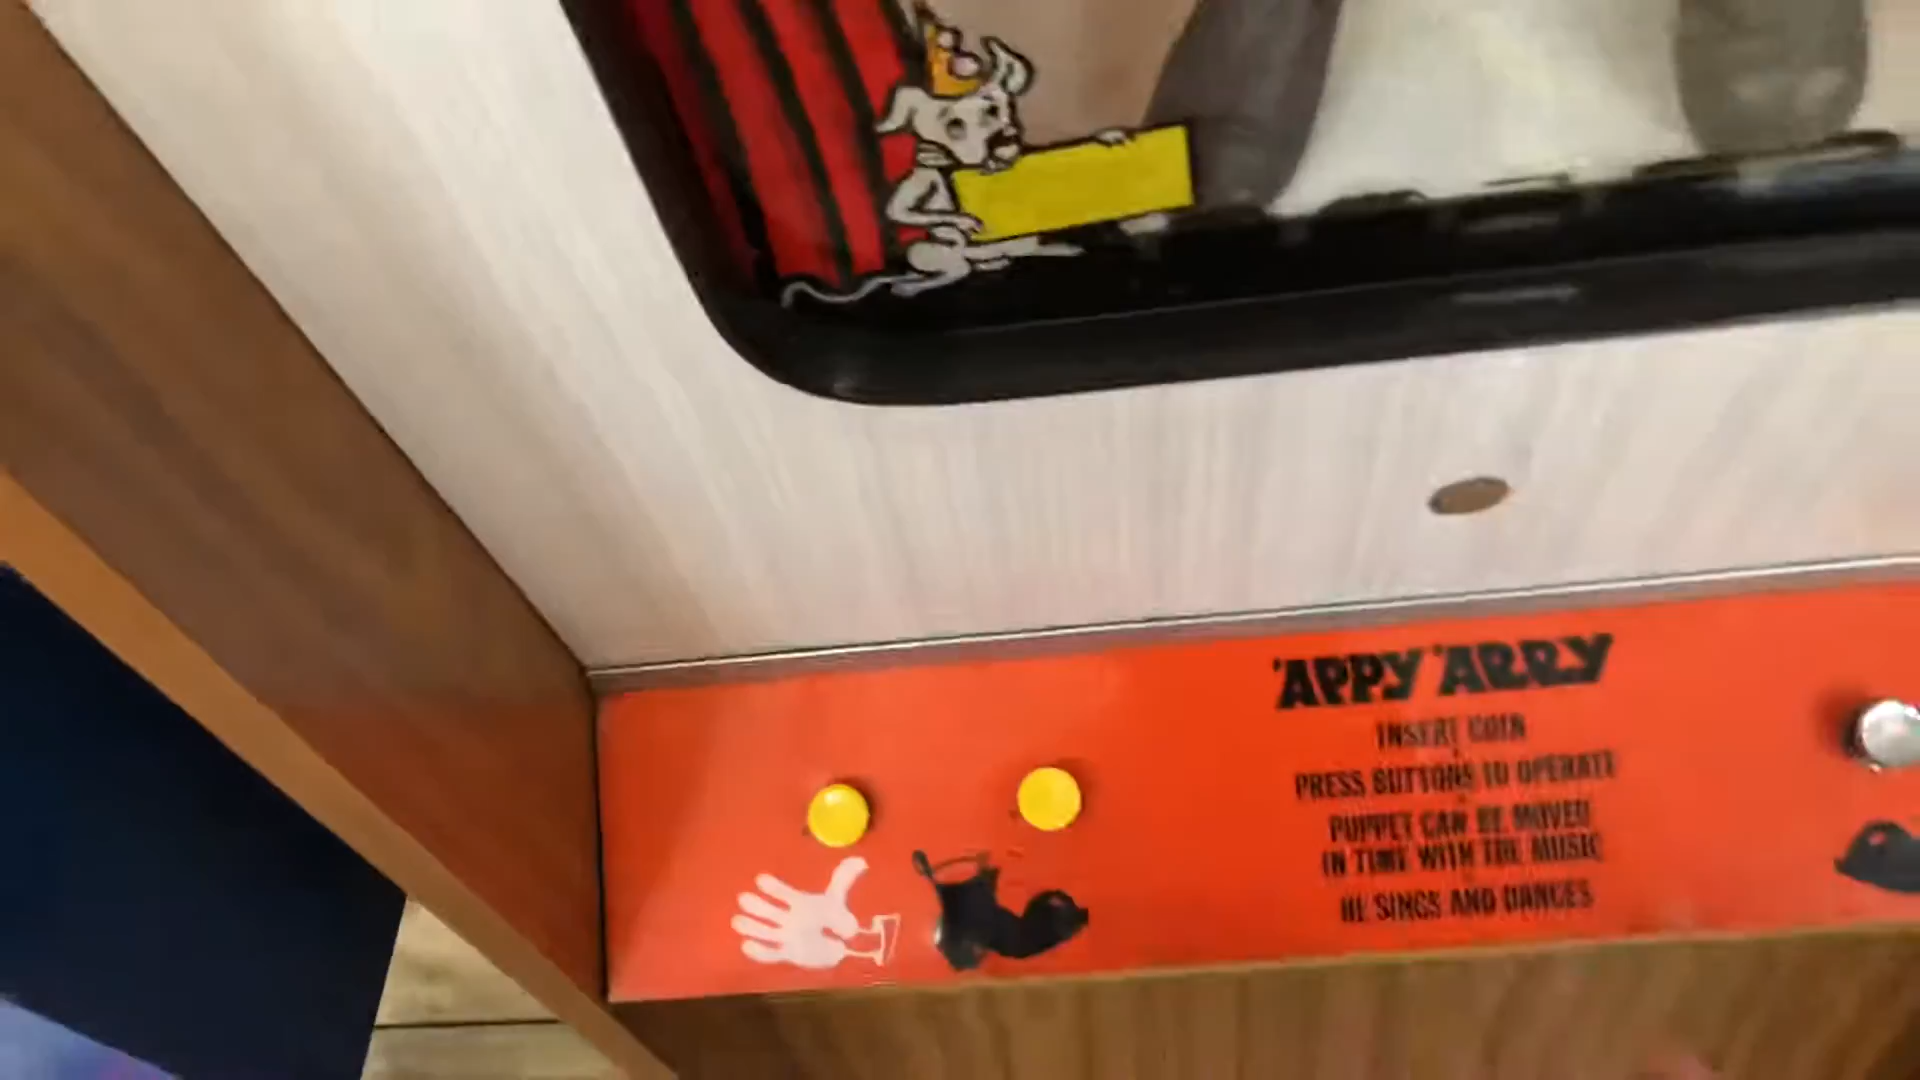 'APPY 'ARRY
INSERT COIN
PRESS BUTTONS TO OPERATE
PUPPET CAN BE MOVED
IN TIME WITH THE MUSIC
HE SINGS AND DANCES